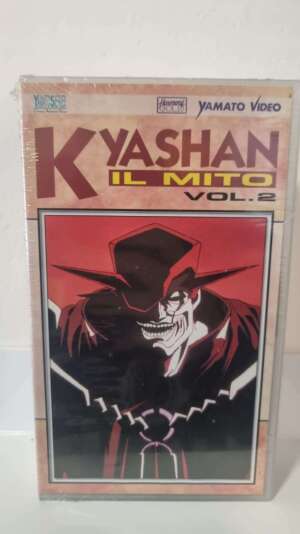 YAMATO VIDEO
KYASHAN
IL MITO
VOL.2